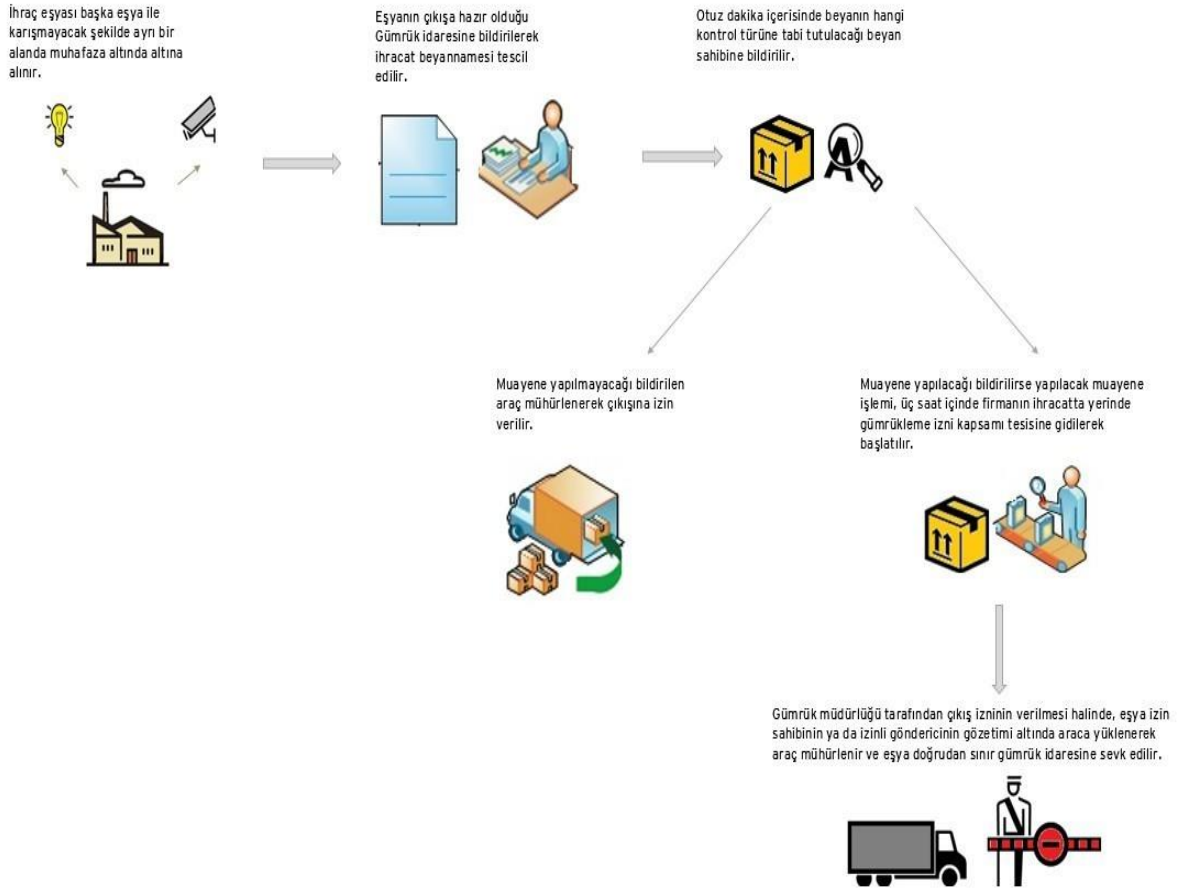 İhraç eşyası başka eşya ile
karışmayacak şekilde ayrı bir
alanda muhafaza altında altına
alınır.
Eşyanın çıkışa hazır olduğu
Gümrük idaresine bildirilerek
ihracat beyannamesi tescil
edilir.
Otuz dakika içerisinde beyanın hangi
kontrol türüne tabi tutulacağı beyan
sahibine bildirilir.
Muayene yapılmayacağı bildirilen
araç mühürlenerek çıkışına izin
verilir.
Muayene yapılacağı bildirilirse yapılacak muayene
işlemi, üç saat içinde firmanın ihracatta yerinde
gümrükleme izni kapsamı tesisine gidilerek
başlatılır.
Gümrük müdürlüğü tarafından çıkış izninin verilmesi halinde, eşya izin
sahibinin ya da izinli göndericinin gözetimi altında araca yüklenerek
araç mühürlenir ve eşya doğrudan sınır gümrük idaresine sevk edilir.